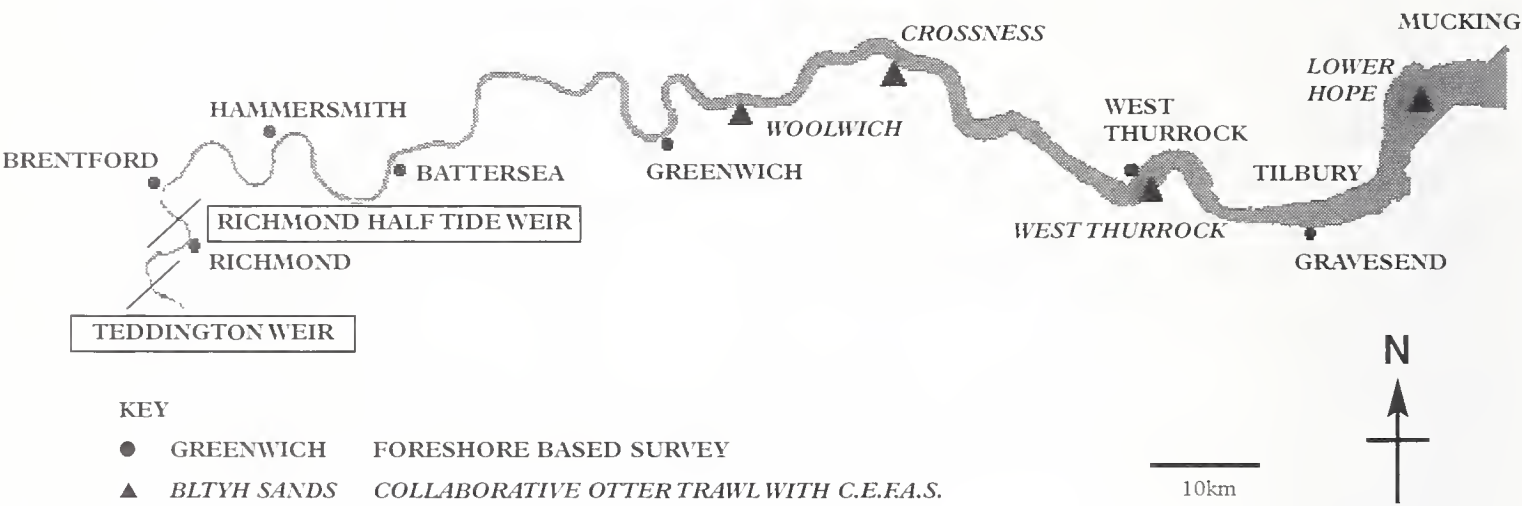 MUCKING
CROSSNESS
LOWER
HOPE
HAMMERSMITH
WEST
THURROCK
WOOLWICH
BRENTFORD
BATTERSEA
GREENWICH
TILBURY
RICHMOND HALF TIDE WEIR
WEST THURROCK
RICHMOND
GRAVESEND
TEDDINGTON WEIR
N
KEY
GREENWICH FORESHORE BASED SURVEY
BLTYH SANDS COLLABORATIVE OTTER TRAWL WITH C.E.F.A.S.
10km